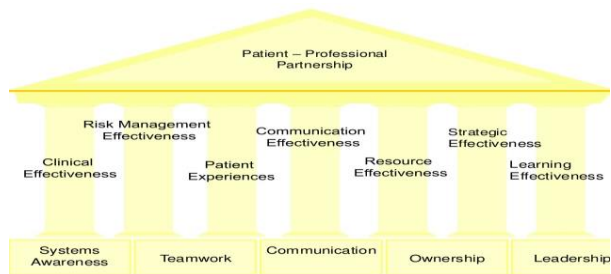 Patient – Professional
Partnership
Risk Management
Effectiveness
Communication
Effectiveness
Strategic
Effectiveness
Clinical
Effectiveness
Patient
Experiences
Resource
Effectiveness
Learning
Effectiveness
Systems
Awareness
Teamwork
Communication
Ownership
Leadership